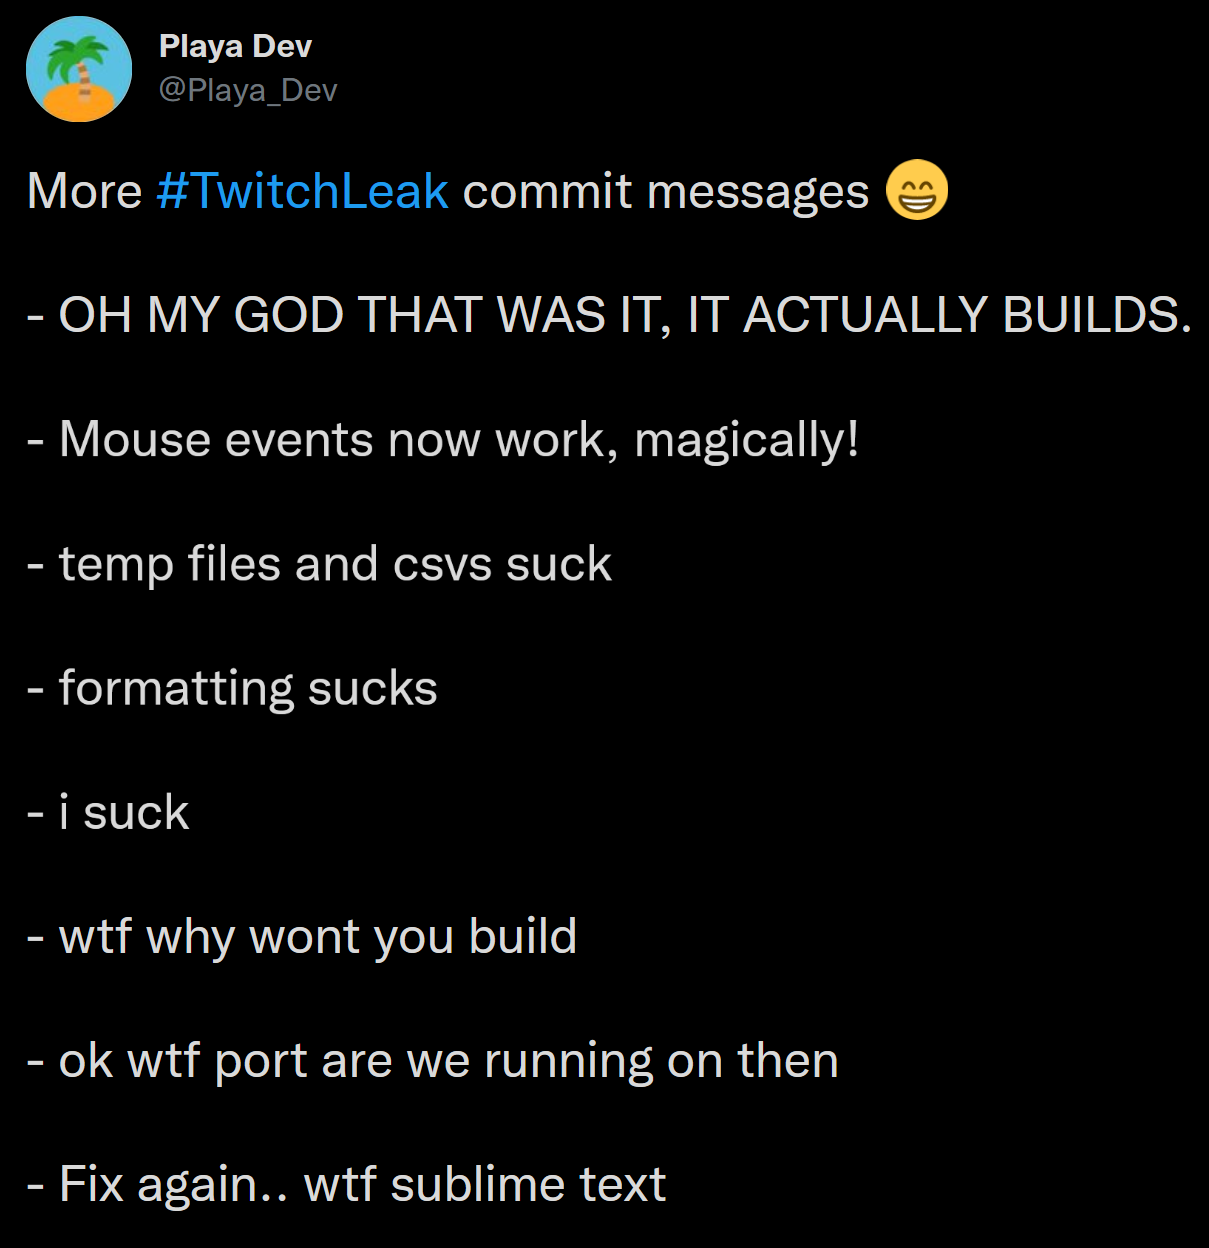 Playa Dev
@Playa_Dev
More #TwitchLeak commit messages 😁
- OH MY GOD THAT WAS IT, IT ACTUALLY BUILDS.
- Mouse events now work, magically!
- temp files and csvs suck
- formatting sucks
- i suck
- wtf why wont you build
- ok wtf port are we running on then
- Fix again.. wtf sublime text